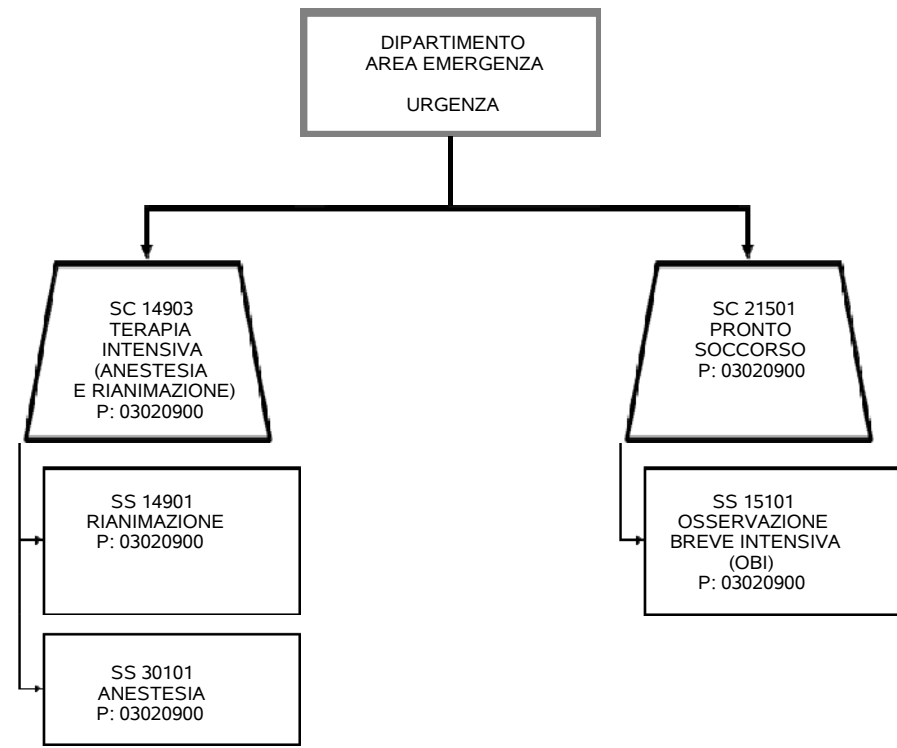 DIPARTIMENTO
AREA EMERGENZA
URGENZA
SC 14903
TERAPIA
INTENSIVA
(ANESTESIA
E RIANIMAZIONE)
P: 03020900
SC 21501
PRONTO
SOCCORSO
P: 03020900
SS 14901
RIANIMAZIONE
P: 03020900
SS 15101
OSSERVAZIONE
BREVE INTENSIVA
(OBI)
P: 03020900
SS 30101
ANESTESIA
P: 03020900